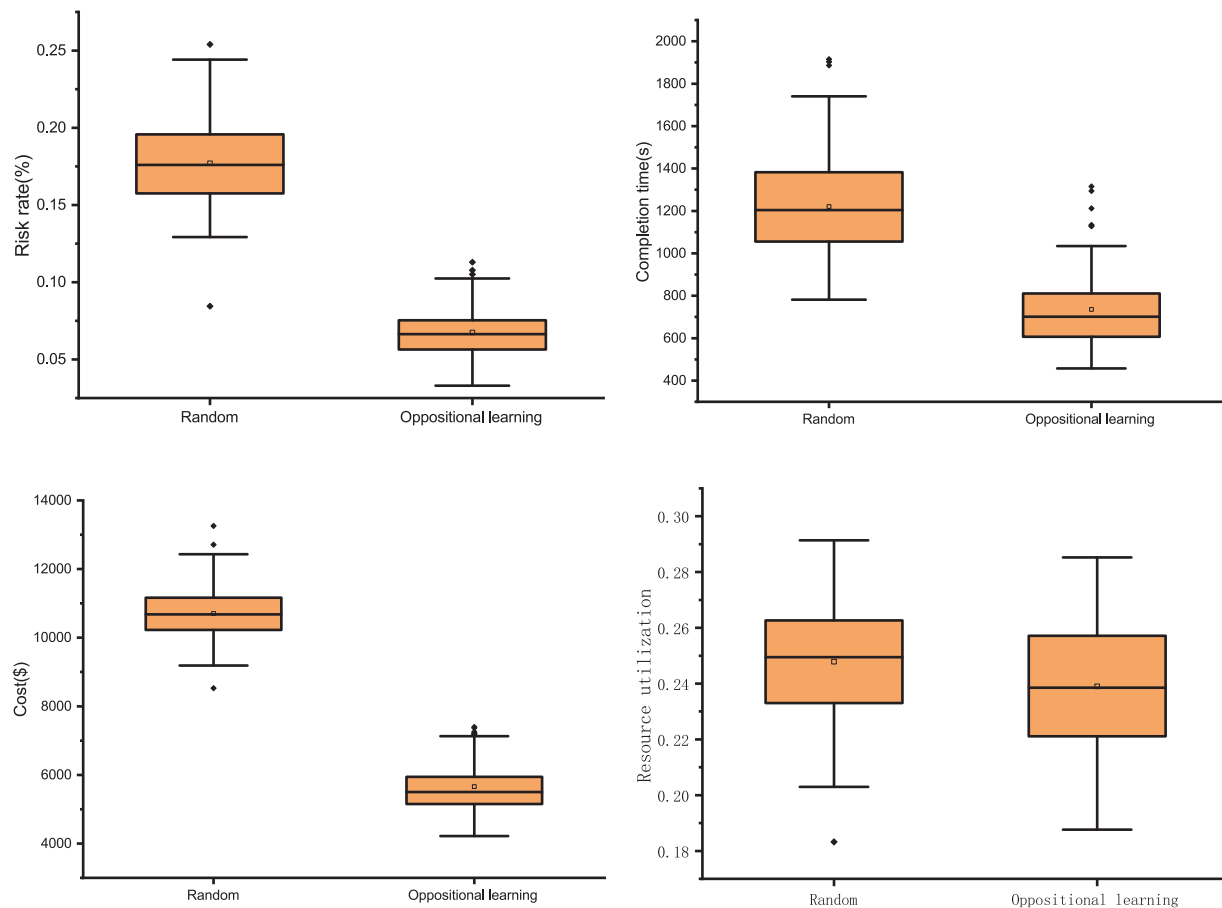 Risk rate(%)
0.25
0.20
0.15
0.10
0.05
Random
Oppositional learning
Completion time(s)
2000
1800
1600
1400
1200
1000
800
600
400
Random
Oppositional learning
Cost($)
14000
12000
10000
8000
6000
4000
Random
Oppositional learning
Resource utilization
0.30
0.28
0.26
0.24
0.22
0.20
0.18
Random
Oppositional learning